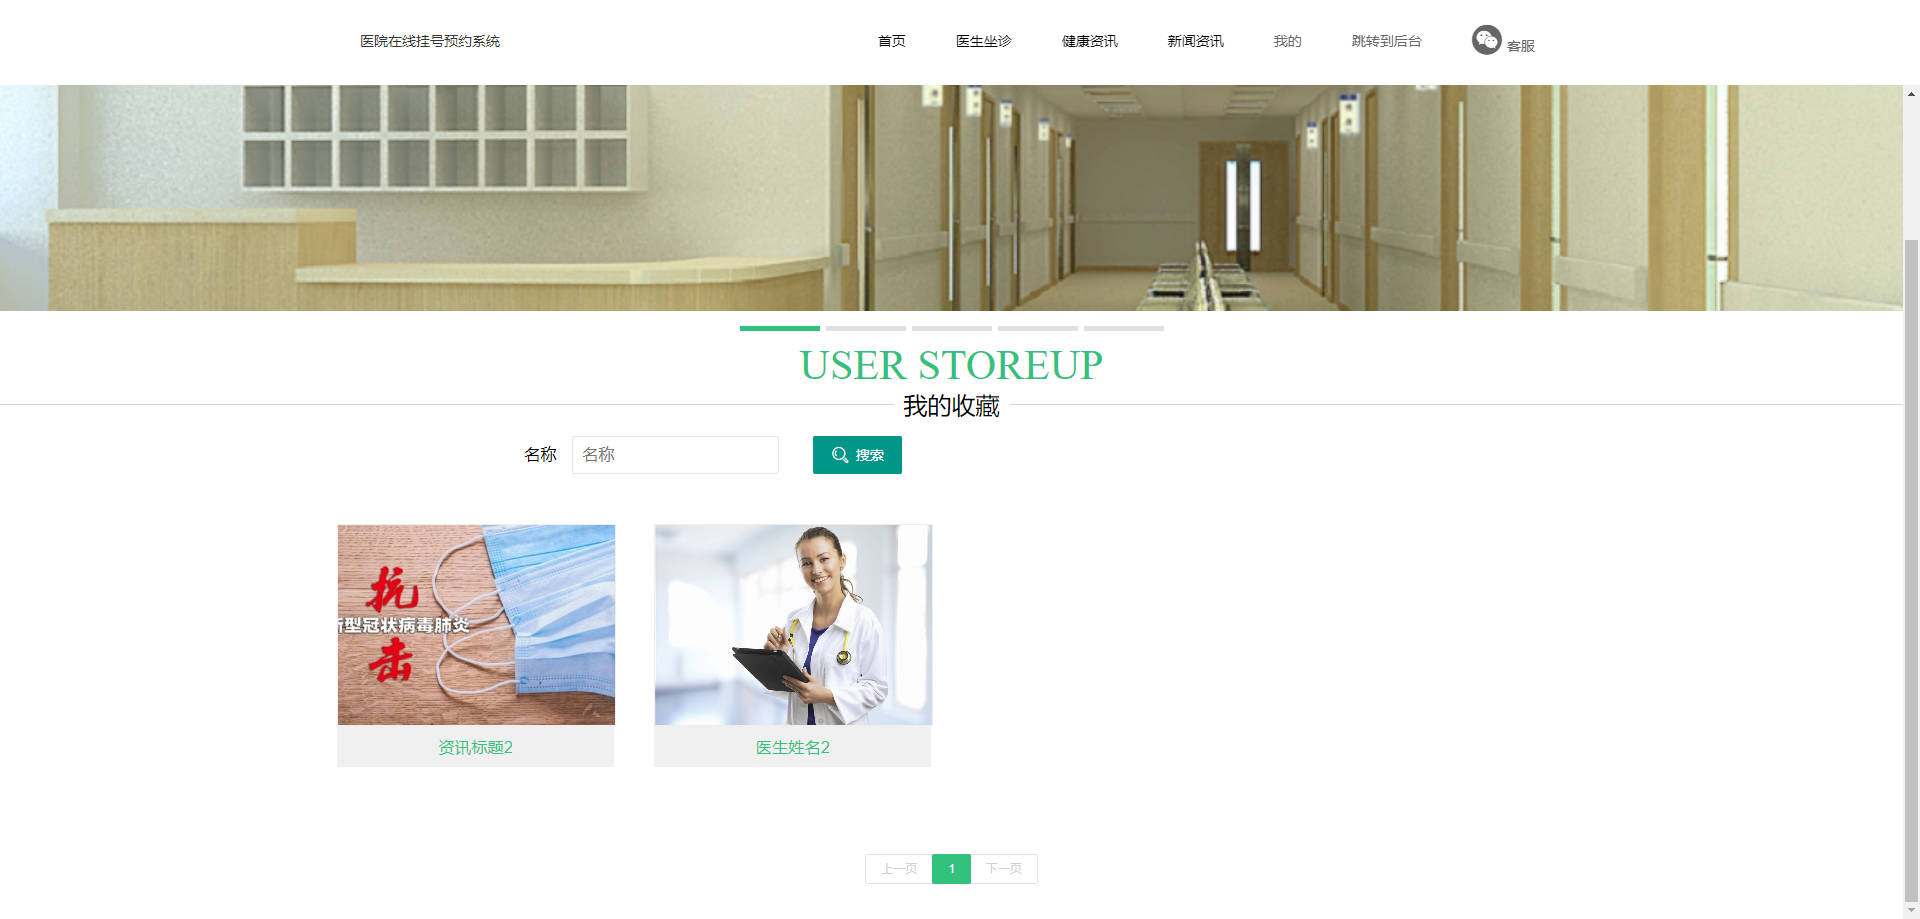 医院在线挂号预约系统
首页 医生坐诊 健康资讯 新闻资讯 我的 跳转到后台 客服
USER STOREUP
我的收藏
名称 名称 搜索
抗
新型冠状病毒肺炎
击
资讯标题2 医生姓名2
上一页 1 下一页